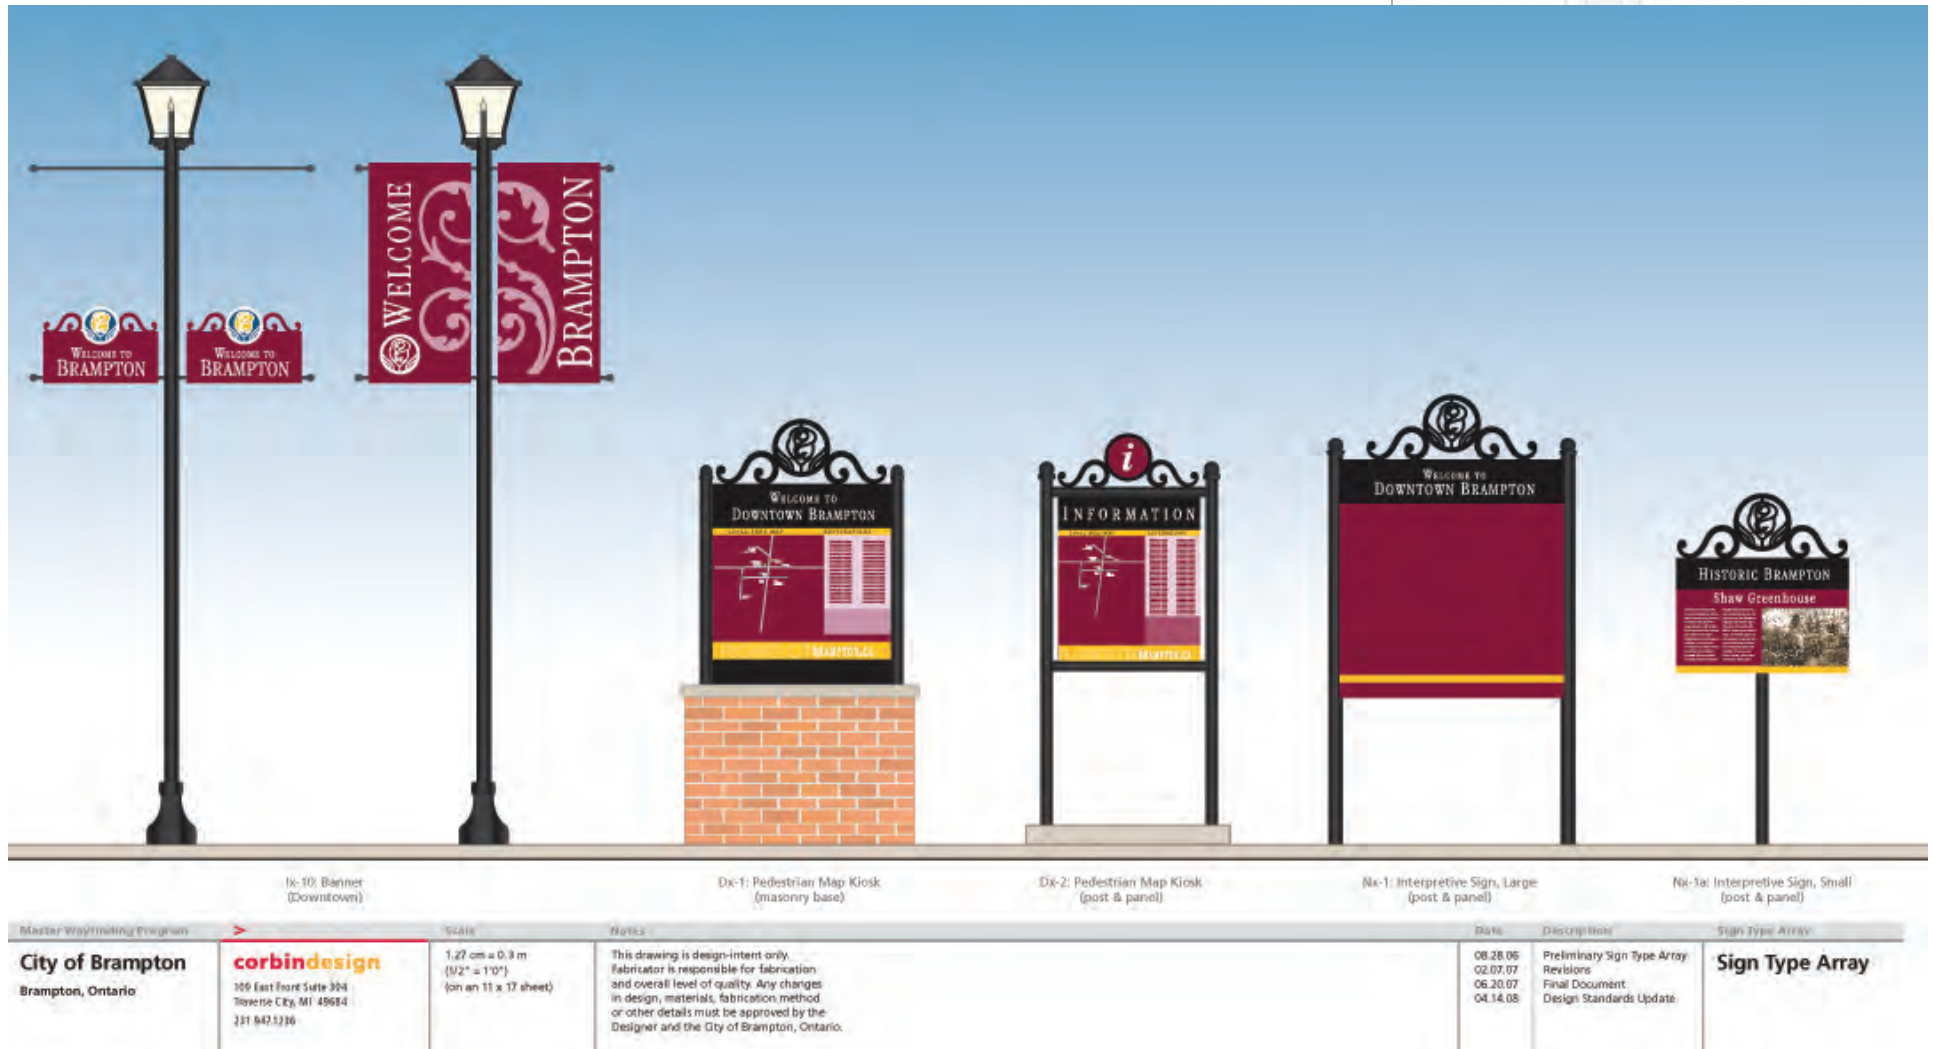 WELCOME TO
BRAMPTON
WELCOME TO
BRAMPTON
WELCOME
BRAMPTON
WELCOME TO
DOWNTOWN BRAMPTON
BRAMPTON.CA
i
INFORMATION
BRAMPTON.CA
WELCOME TO
DOWNTOWN BRAMPTON
HISTORIC BRAMPTON
Shaw Greenhouse
Ix-10: Banner
(Downtown)
Dx-1: Pedestrian Map Kiosk
(masonry base)
Dx-2: Pedestrian Map Kiosk
(post & panel)
Nx-1: Interpretive Sign, Large
(post & panel)
Nx-1a: Interpretive Sign, Small
(post & panel)
Master Wayfinding Program
City of Brampton
Brampton, Ontario
>
corbindesign
109 East Front Suite 304
Traverse City, MI 49684
231 947.1236
Scale
1.27 cm = 0.3 m
(1/2" = 1'0")
(on an 11 x 17 sheet)
Notes
This drawing is design-intent only.
Fabricator is responsible for fabrication
and overall level of quality. Any changes
in design, materials, fabrication method
or other details must be approved by the
Designer and the City of Brampton, Ontario.
Date Description
08.28.06 Preliminary Sign Type Array
02.07.07 Revisions
06.20.07 Final Document
04.14.08 Design Standards Update
Sign Type Array
Sign Type Array